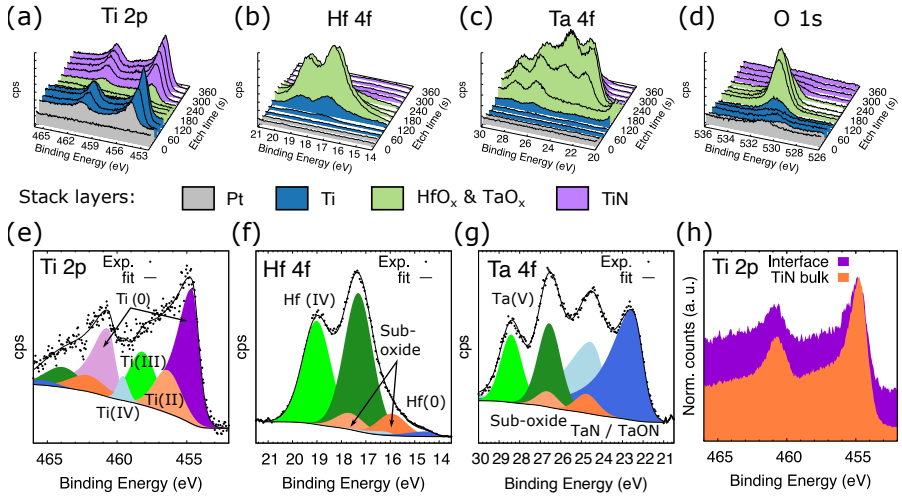 (a) Ti 2p
(b) Hf 4f
(c) Ta 4f
(d) O 1s
cps
465 462 459 456 453
Binding Energy (eV)
0 60 120 180 240 300 360
Etch time (s)
cps
21 20 19 18 17 16 15 14
Binding Energy (eV)
0 60 120 180 240 300 360
Etch time (s)
cps
30 28 26 24 22 20
Binding Energy (eV)
0 60 120 180 240 300 360
Etch time (s)
cps
536 534 532 530 528 526
Binding Energy (eV)
0 60 120 180 240 300 360
Etch time (s)
Stack layers: Pt Ti HfOx & TaOx TiN
(e)
Ti 2p
Exp.
fit
Ti (0)
Ti(III)
Ti(IV)
Ti(II)
cps
465 460 455
Binding Energy (eV)
(f)
Hf 4f
Exp.
fit
Hf (IV)
Sub-
oxide
Hf(0)
cps
21 20 19 18 17 16 15 14
Binding Energy (eV)
(g)
Ta 4f
Exp.
fit
Ta(V)
Sub-oxide
TaN / TaON
cps
30 29 28 27 26 25 24 23 22 21
Binding Energy (eV)
(h)
Ti 2p
Interface
TiN bulk
Norm. counts (a. u.)
465 460 455
Binding Energy (eV)